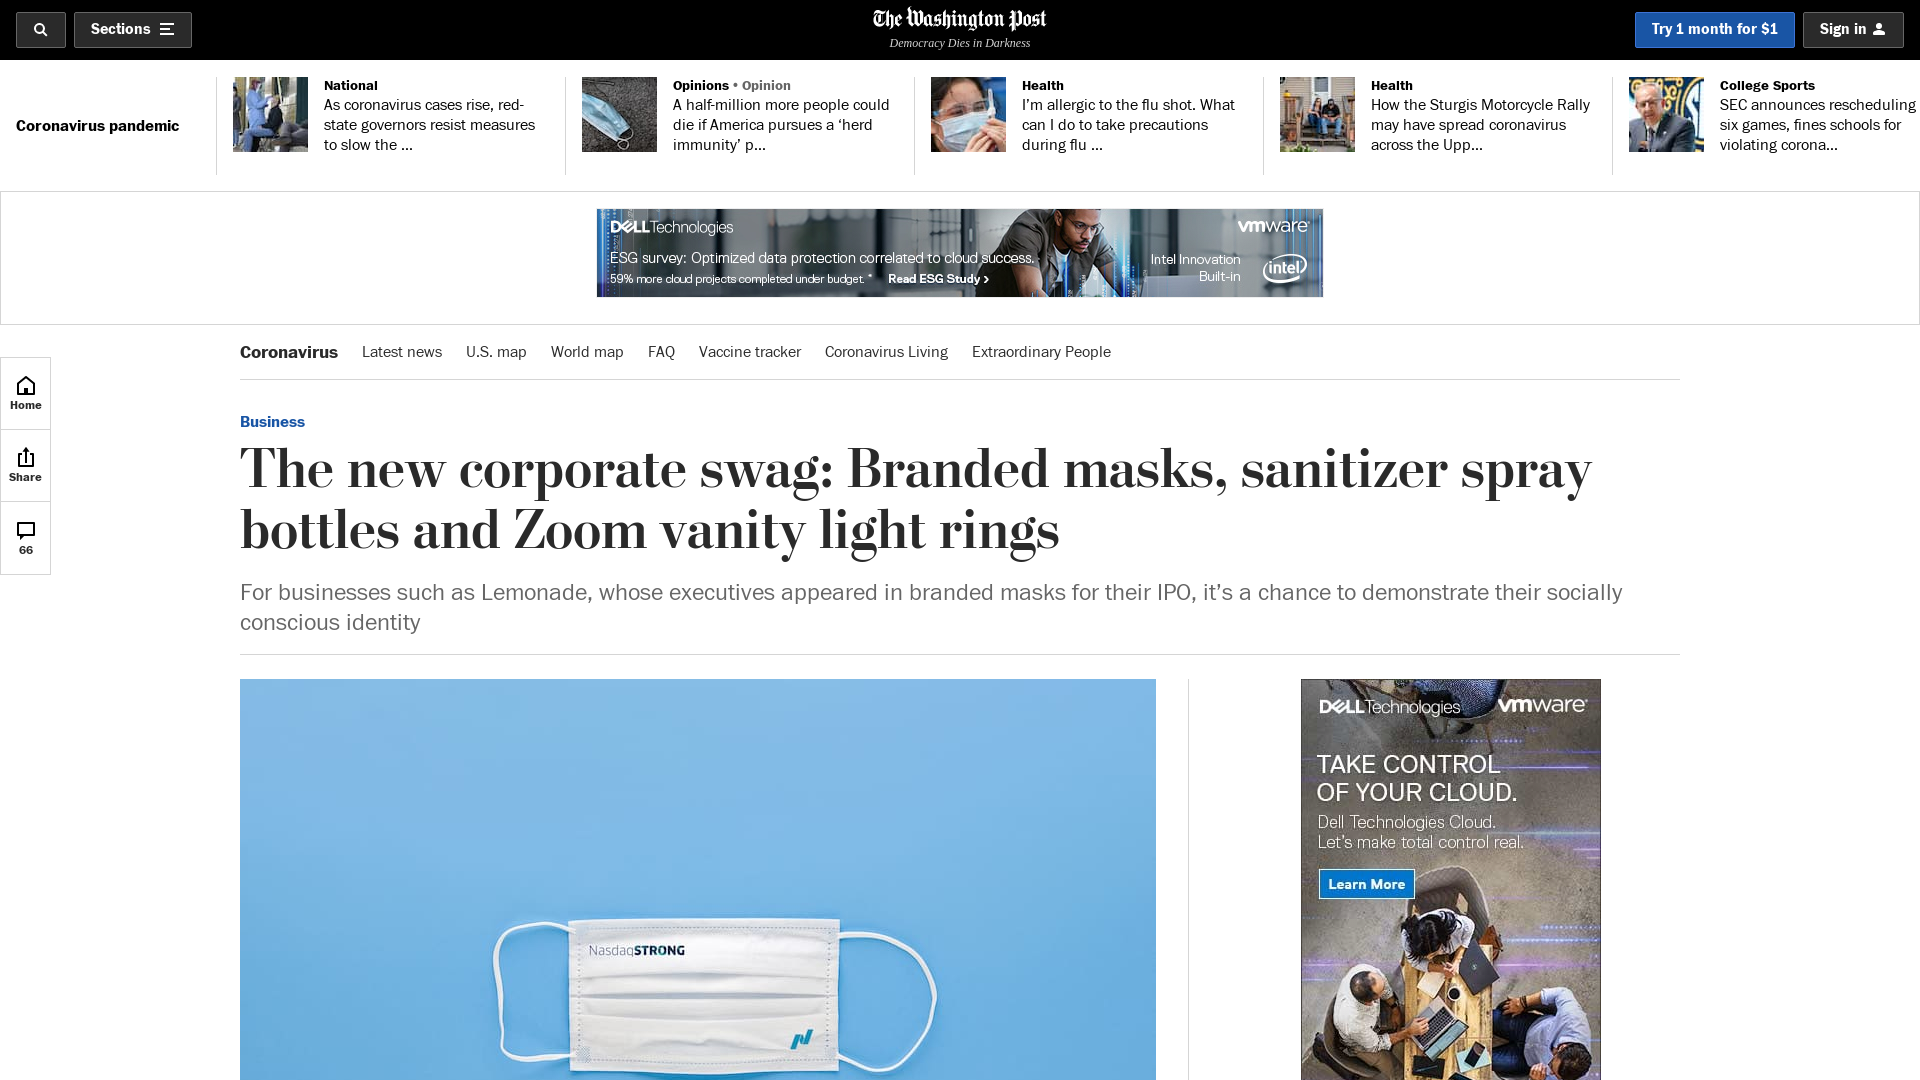 Sections
The Washington Post
Democracy Dies in Darkness
Try 1 month for $1
Sign in
Coronavirus pandemic
National
As coronavirus cases rise, red-
state governors resist measures
to slow the ...
Opinions • Opinion
A half-million more people could
die if America pursues a ‘herd
immunity’ p...
Health
I’m allergic to the flu shot. What
can I do to take precautions
during flu ...
Health
How the Sturgis Motorcycle Rally
may have spread coronavirus
across the Upp...
College Sports
SEC announces rescheduling
six games, fines schools for
violating corona...
DELLTechnologies
vmware
ESG survey: Optimized data protection correlated to cloud success.
59% more cloud projects completed under budget. *
Read ESG Study ›
Intel Innovation
Built-in
intel
Coronavirus
Latest news
U.S. map
World map
FAQ
Vaccine tracker
Coronavirus Living
Extraordinary People
Home
Share
66
Business
The new corporate swag: Branded masks, sanitizer spray
bottles and Zoom vanity light rings
For businesses such as Lemonade, whose executives appeared in branded masks for their IPO, it’s a chance to demonstrate their socially
conscious identity
NasdaqSTRONG
DELLTechnologies
vmware
TAKE CONTROL
OF YOUR CLOUD.
Dell Technologies Cloud.
Let’s make total control real.
Learn More